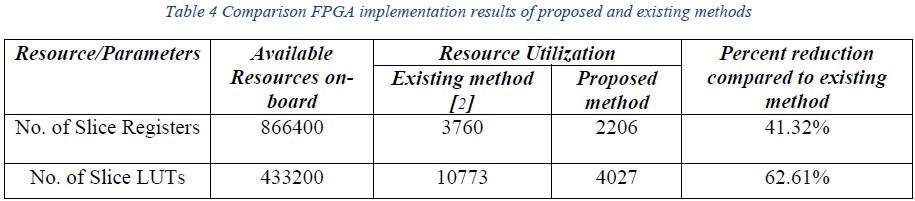 Table 4 Comparison FPGA implementation results of proposed and existing methods
Resource/Parameters
Available
Resources on-
board
Resource Utilization
Existing method
[2]
Proposed
method
Percent reduction
compared to existing
method
No. of Slice Registers 866400 3760 2206 41.32%
No. of Slice LUTs 433200 10773 4027 62.61%